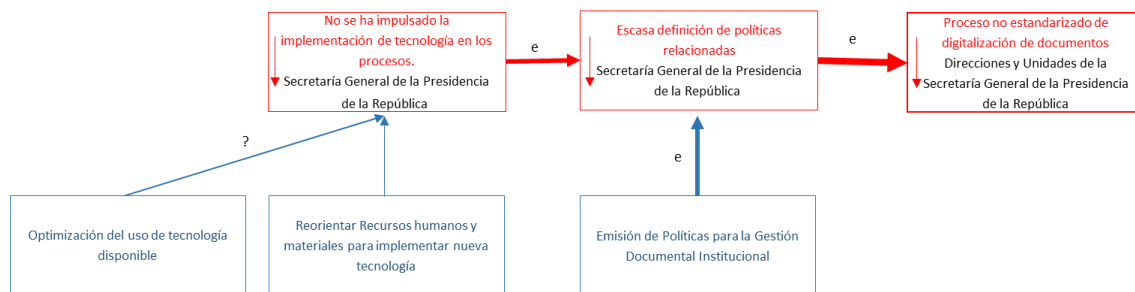 No se ha impulsado la
implementación de tecnología en los
procesos.
Secretaría General de la Presidencia
de la República
e
Escasa definición de políticas
relacionadas
Secretaría General de la Presidencia
de la República
e
Proceso no estandarizado de
digitalización de documentos
Direcciones y Unidades de la
Secretaría General de la Presidencia
de la República
?
e
Optimización del uso de tecnología
disponible
Reorientar Recursos humanos y
materiales para implementar nueva
tecnología
Emisión de Políticas para la Gestión
Documental Institucional